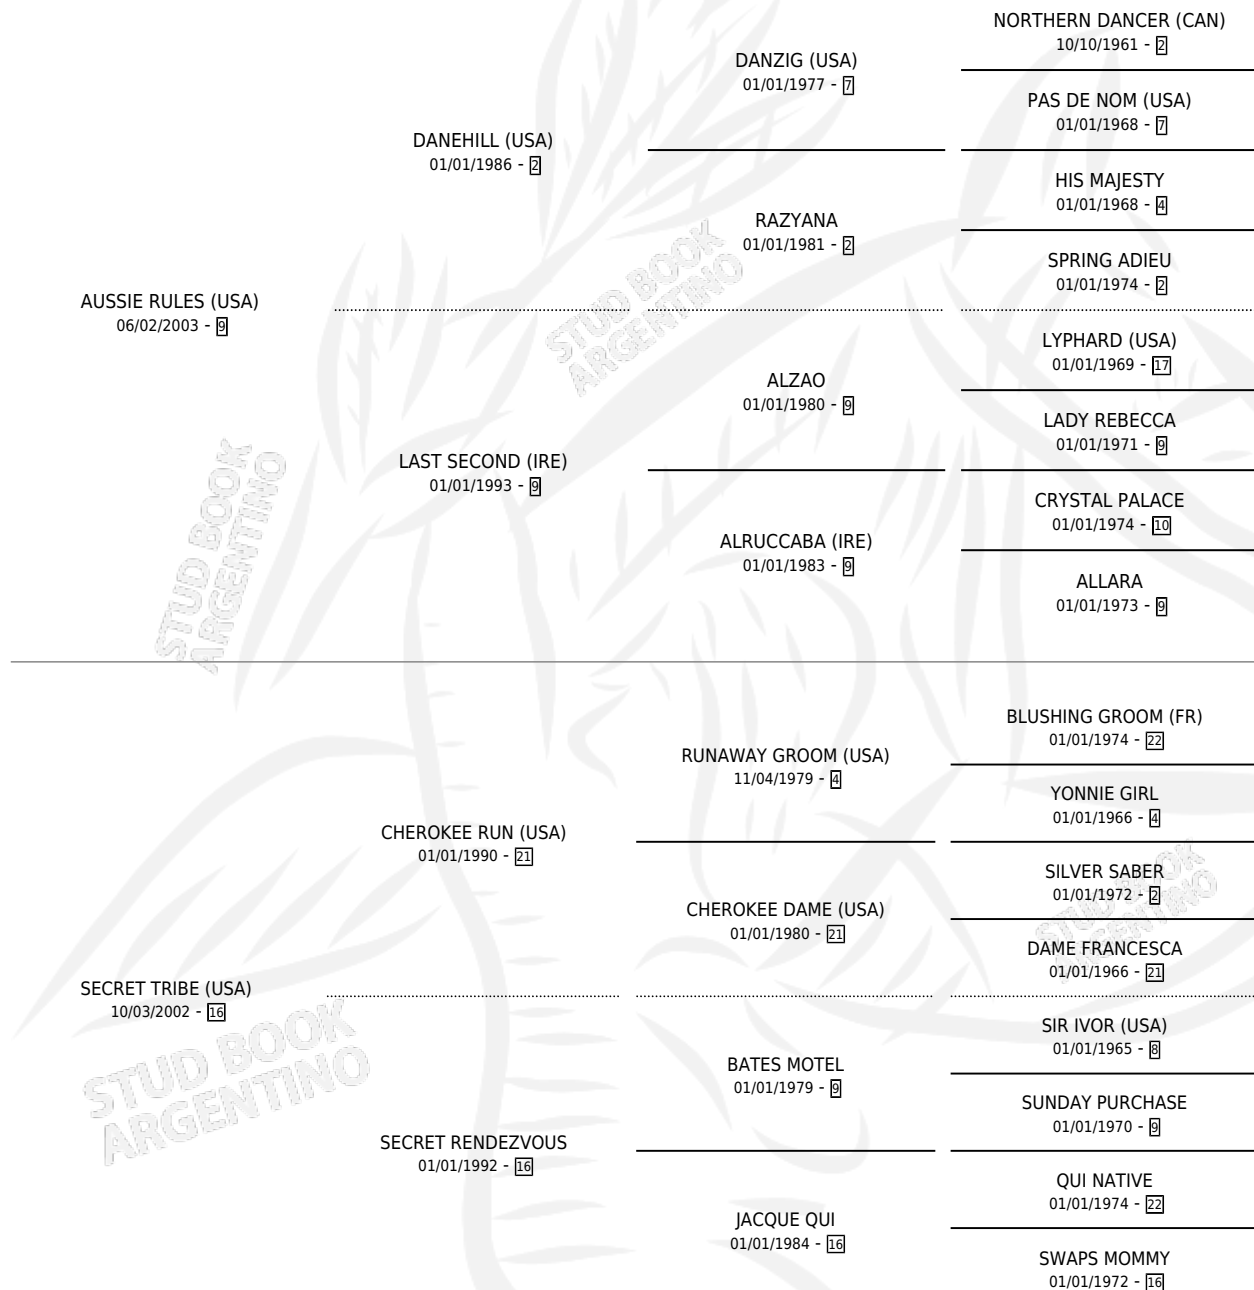 NORTHERN DANCER (CAN)
10/10/1961 - 2
DANZIG (USA)
01/01/1977 - 7
PAS DE NOM (USA)
01/01/1968 - 7
DANEHILL (USA)
01/01/1986 - 2
HIS MAJESTY
01/01/1968 - 4
RAZYANA
01/01/1981 - 2
SPRING ADIEU
01/01/1974 - 2
AUSSIE RULES (USA)
06/02/2003 - 9
LYPHARD (USA)
01/01/1969 - 17
ALZAO
01/01/1980 - 9
LADY REBECCA
01/01/1971 - 9
LAST SECOND (IRE)
01/01/1993 - 9
CRYSTAL PALACE
01/01/1974 - 10
ALRUCCABA (IRE)
01/01/1983 - 9
ALLARA
01/01/1973 - 9
STUD BOOK
ARGENTINO
STUD BOOK
ARGENTINO
BLUSHING GROOM (FR)
01/01/1974 - 22
RUNAWAY GROOM (USA)
11/04/1979 - 4
YONNIE GIRL
01/01/1966 - 4
CHEROKEE RUN (USA)
01/01/1990 - 21
SILVER SABER
01/01/1972 - 2
CHEROKEE DAME (USA)
01/01/1980 - 21
DAME FRANCESCA
01/01/1966 - 21
SECRET TRIBE (USA)
10/03/2002 - 16
SIR IVOR (USA)
01/01/1965 - 8
BATES MOTEL
01/01/1979 - 9
SUNDAY PURCHASE
01/01/1970 - 9
SECRET RENDEZVOUS
01/01/1992 - 16
QUI NATIVE
01/01/1974 - 22
JACQUE QUI
01/01/1984 - 16
SWAPS MOMMY
01/01/1972 - 16
STUD BOOK
ARGENTINO
STUD BOOK
ARGENTINO